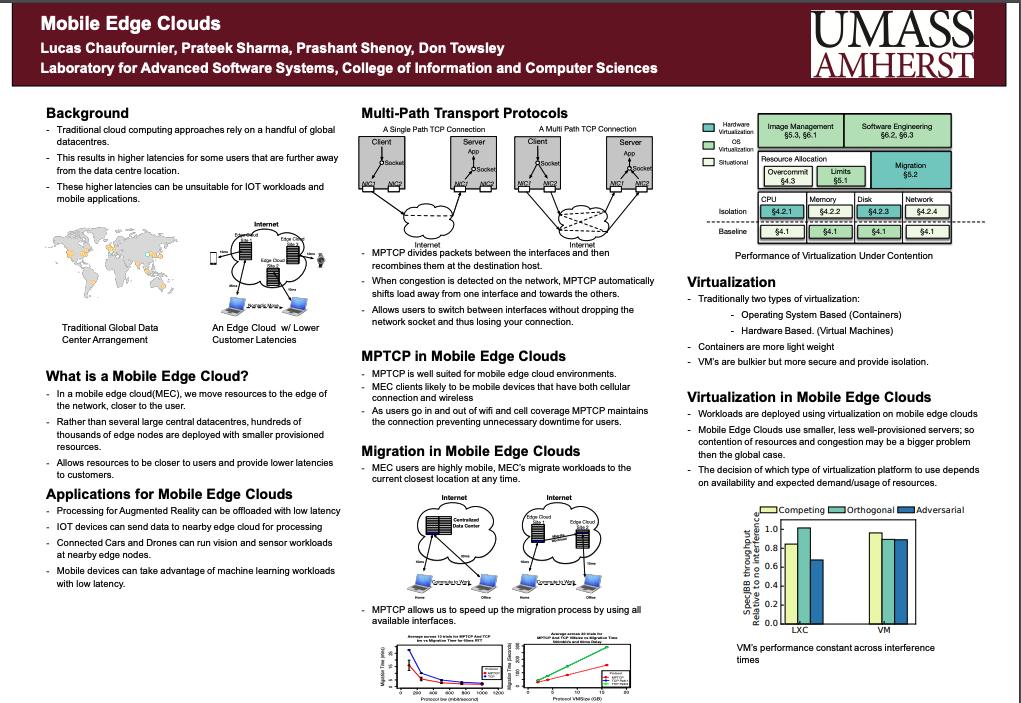 Mobile Edge Clouds
Lucas Chaufournier, Prateek Sharma, Prashant Shenoy, Don Towsley
Laboratory for Advanced Software Systems, College of Information and Computer Sciences
UMASS
AMHERST
Background
- Traditional cloud computing approaches rely on a handful of global
datacentres.
- This results in higher latencies for some users that are further away
from the data centre location.
- These higher latencies can be unsuitable for IOT workloads and
mobile applications.
Internet
Edge Cloud
Site 1
Edge Cloud
Edge Cloud
Site 2
Nomadic Move
Traditional Global Data
Center Arrangement
An Edge Cloud w/ Lower
Customer Latencies
What is a Mobile Edge Cloud?
- In a mobile edge cloud(MEC), we move resources to the edge of
the network, closer to the user.
- Rather than several large central datacentres, hundreds of
thousands of edge nodes are deployed with smaller provisioned
resources.
- Allows resources to be closer to users and provide lower latencies
to customers.
Applications for Mobile Edge Clouds
- Processing for Augmented Reality can be offloaded with low latency
- IOT devices can send data to nearby edge cloud for processing
- Connected Cars and Drones can run vision and sensor workloads
at nearby edge nodes.
- Mobile devices can take advantage of machine learning workloads
with low latency.
Multi-Path Transport Protocols
A Single Path TCP Connection
A Multi Path TCP Connection
Client
Server
Client
Server
App
App
Socket
Socket
Socket
Socket
NIC1 NIC2
NIC1 NIC2
NIC1 NIC2
NIC1 NIC2
Internet
Internet
- MPTCP divides packets between the interfaces and then
recombines them at the destination host.
- When congestion is detected on the network, MPTCP automatically
shifts load away from one interface and towards the others.
- Allows users to switch between interfaces without dropping the
network socket and thus losing your connection.
MPTCP in Mobile Edge Clouds
- MPTCP is well suited for mobile edge cloud environments.
- MEC clients likely to be mobile devices that have both cellular
connection and wireless
- As users go in and out of wifi and cell coverage MPTCP maintains
the connection preventing unnecessary downtime for users.
Migration in Mobile Edge Clouds
- MEC users are highly mobile, MEC's migrate workloads to the
current closest location at any time.
Internet
Internet
Centralized
Data Center
Edge Cloud
Site 1
Edge Cloud
Site 2
Commute to Work
Commute to Work
Home
Office
Home
Office
- MPTCP allows us to speed up the migration process by using all
available interfaces.
Average across 10 trials for MPTCP And TCP
bw vs Migration Time for 60ms RTT
Migration Time (mins)
0 200 400 600 800 1000 1200
Protocol bw (mbit/second)
Protocol
MPTCP
TCP
Average across 20 trials for
MPTCP And TCP VMsize vs Migration Time
Migration Time (Seconds)
0 5 10 15 20
Protocol VMSize (GB)
Protocol
MPTCP
Hardware
Virtualization
OS
Virtualization
Situational
Image Management
§5.3, §6.1
Software Engineering
§6.2, §6.3
Resource Allocation
Overcommit
§4.3
Limits
§5.1
Migration
§5.2
CPU Memory Disk Network
Isolation §4.2.1 §4.2.2 §4.2.3 §4.2.4
Baseline §4.1 §4.1 §4.1 §4.1
Performance of Virtualization Under Contention
Virtualization
- Traditionally two types of virtualization:
- Operating System Based (Containers)
- Hardware Based. (Virtual Machines)
- Containers are more light weight
- VM's are bulkier but more secure and provide isolation.
Virtualization in Mobile Edge Clouds
- Workloads are deployed using virtualization on mobile edge clouds
- Mobile Edge Clouds use smaller, less well-provisioned servers; so
contention of resources and congestion may be a bigger problem
then the global case.
- The decision of which type of virtualization platform to use depends
on availability and expected demand/usage of resources.
Competing Orthogonal Adversarial
SpecJBB throughput
Relative to no interference
1.0
0.8
0.6
0.4
0.2
0.0
LXC VM
VM's performance constant across interference
times